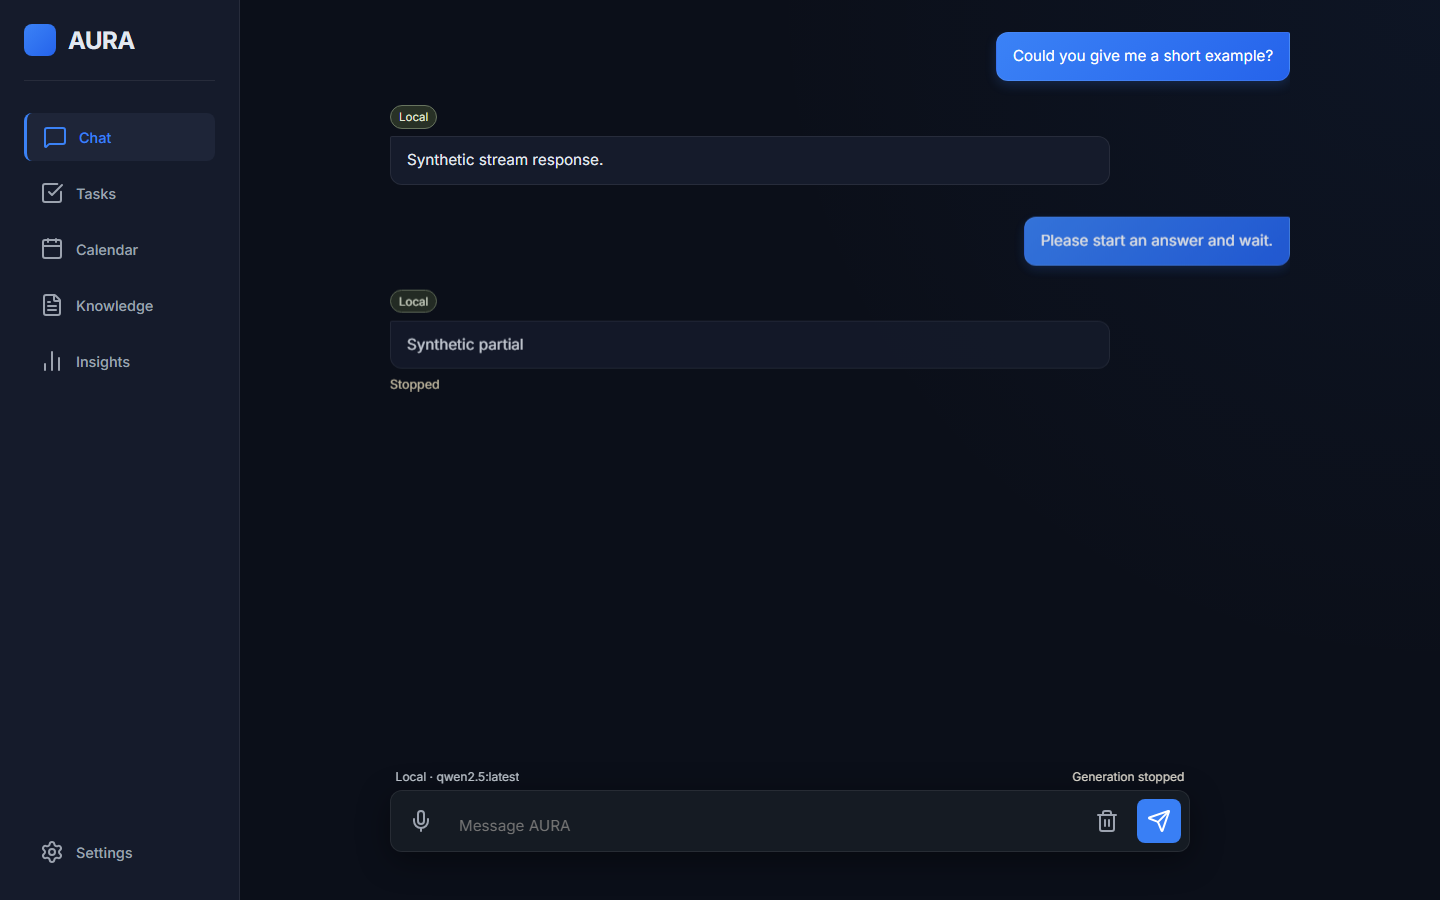 AURA
Chat
Tasks
Calendar
Knowledge
Insights
Settings
Could you give me a short example?
Local
Synthetic stream response.
Please start an answer and wait.
Local
Synthetic partial
Stopped
Local · qwen2.5:latest
Generation stopped
Message AURA